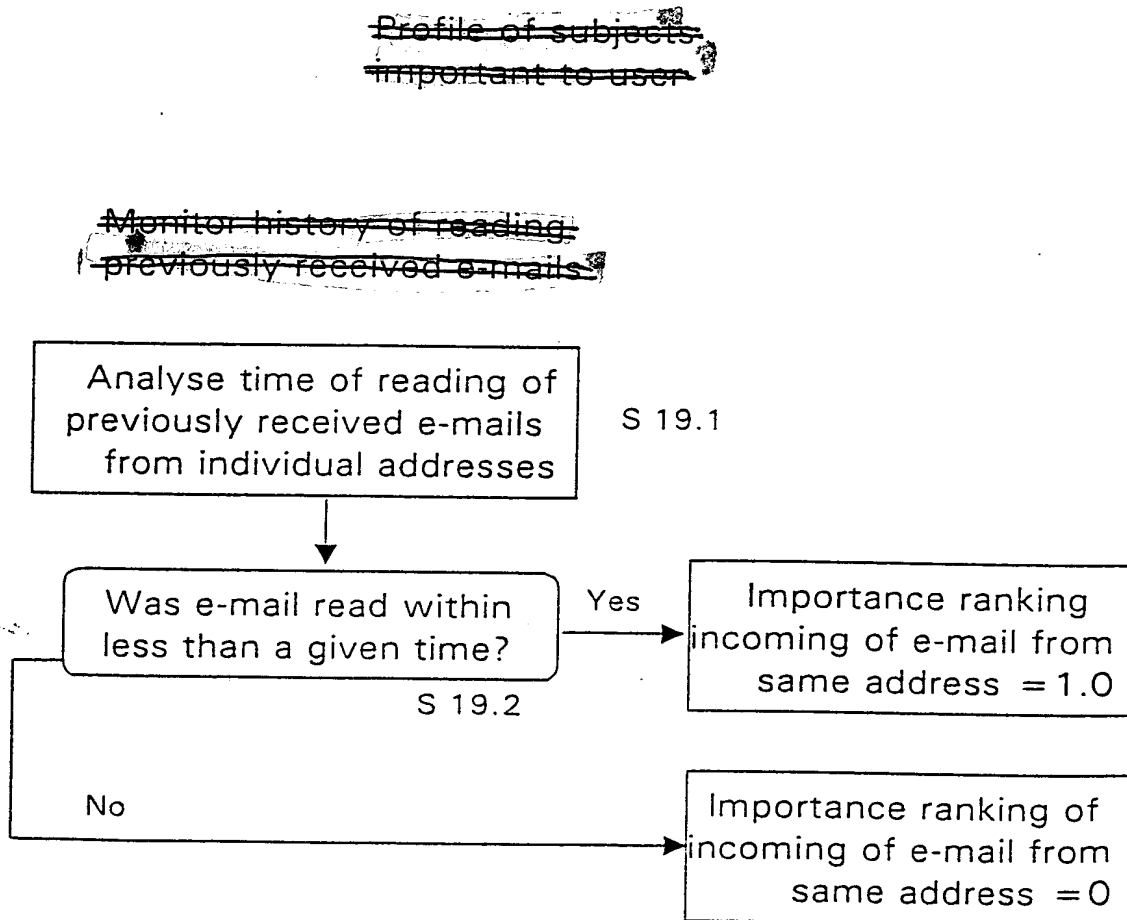 Profile of subjects
important to user
Monitor history of reading
previously received e-mails
Analyse time of reading of
previously received e-mails
from individual addresses
S 19.1
Was e-mail read within
less than a given time?
S 19.2
Yes
Importance ranking
incoming of e-mail from
same address = 1.0
No
Importance ranking of
incoming of e-mail from
same address = 0